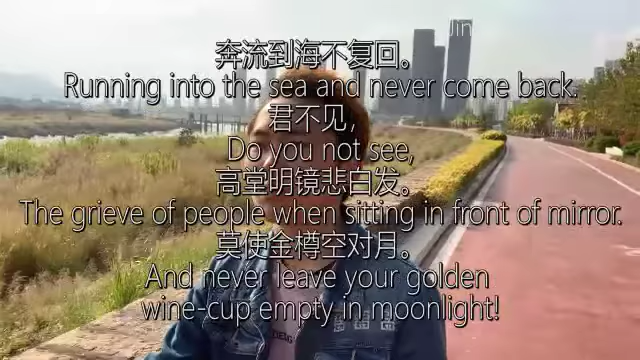 Jin
奔流到海不复回。
Running into the sea and never come back.
君不见，
Do you not see,
高堂明镜悲白发。
The grieve of people when sitting in front of mirror.
莫使金樽空对月。
And never leave your golden
wine-cup empty in moonlight!